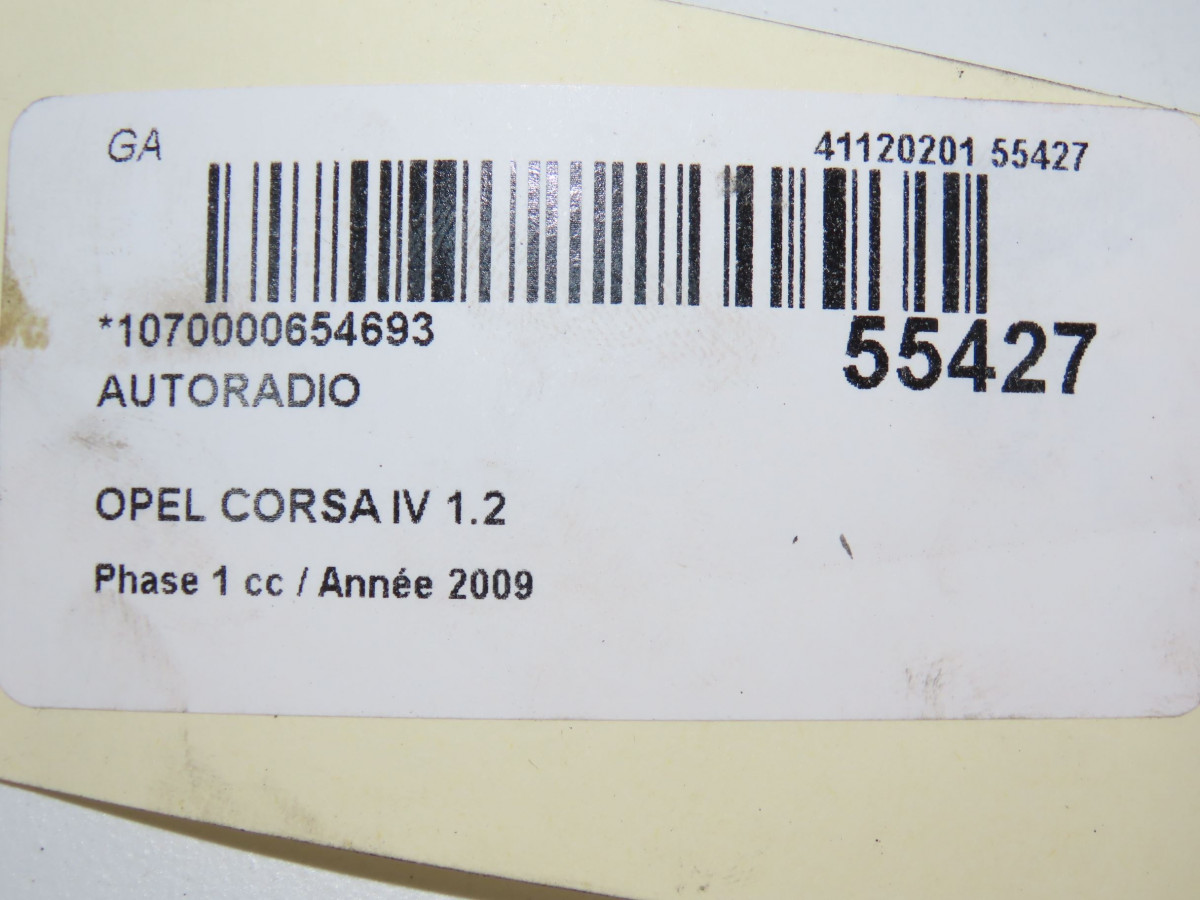 GA
41120201 55427
*1070000654693
55427
AUTORADIO
OPEL CORSA IV 1.2
Phase 1 cc / Année 2009